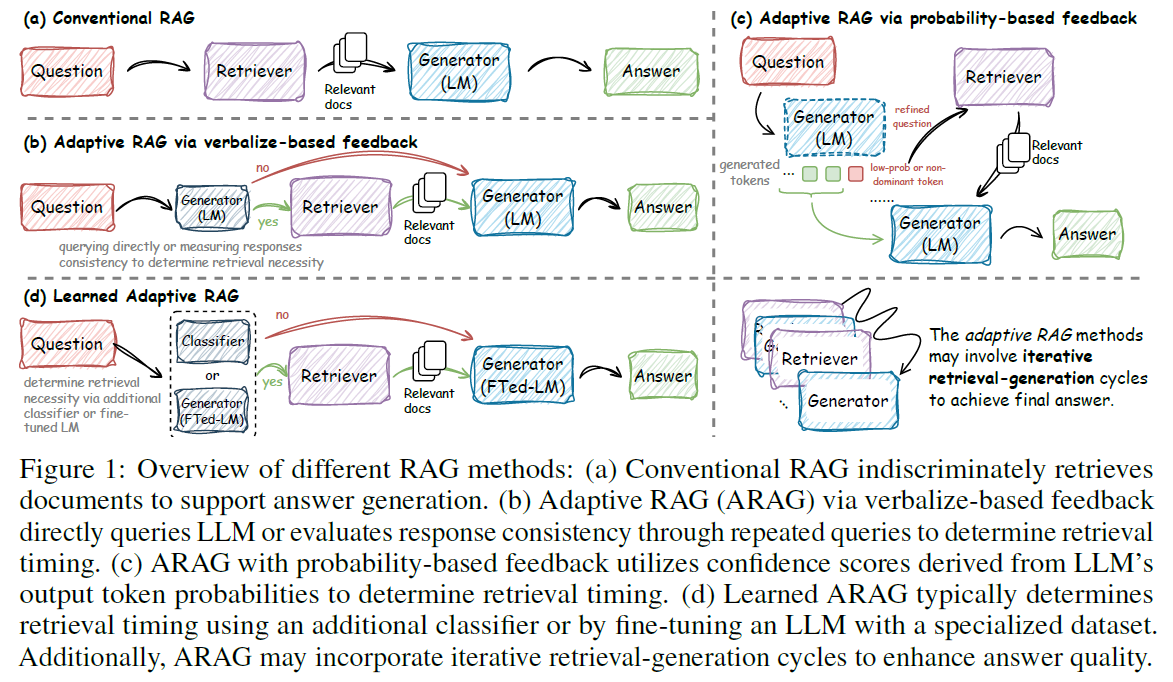 (a) Conventional RAG
Question
Retriever
Relevant
docs
Generator
(LM)
Answer
(b) Adaptive RAG via verbalize-based feedback
no
Question
Generator
(LM)
yes
Retriever
Relevant
docs
Generator
(LM)
Answer
querying directly or measuring responses
consistency to determine retrieval necessity
(c) Adaptive RAG via probability-based feedback
Question
Retriever
Generator
(LM)
refined
question
Relevant
docs
generated
tokens
...
low-prob or non-
dominant token
......
Generator
(LM)
Answer
(d) Learned Adaptive RAG
no
Question
Classifier
or
Generator
(FTed-LM)
yes
Retriever
Relevant
docs
Generator
(FTed-LM)
Answer
determine retrieval
necessity via additional
classifier or fine-
tuned LM
Retriever
Generator
The adaptive RAG methods
may involve iterative
retrieval-generation cycles
to achieve final answer.
Figure 1: Overview of different RAG methods: (a) Conventional RAG indiscriminately retrieves
documents to support answer generation. (b) Adaptive RAG (ARAG) via verbalize-based feedback
directly queries LLM or evaluates response consistency through repeated queries to determine retrieval
timing. (c) ARAG with probability-based feedback utilizes confidence scores derived from LLM's
output token probabilities to determine retrieval timing. (d) Learned ARAG typically determines
retrieval timing using an additional classifier or by fine-tuning an LLM with a specialized dataset.
Additionally, ARAG may incorporate iterative retrieval-generation cycles to enhance answer quality.